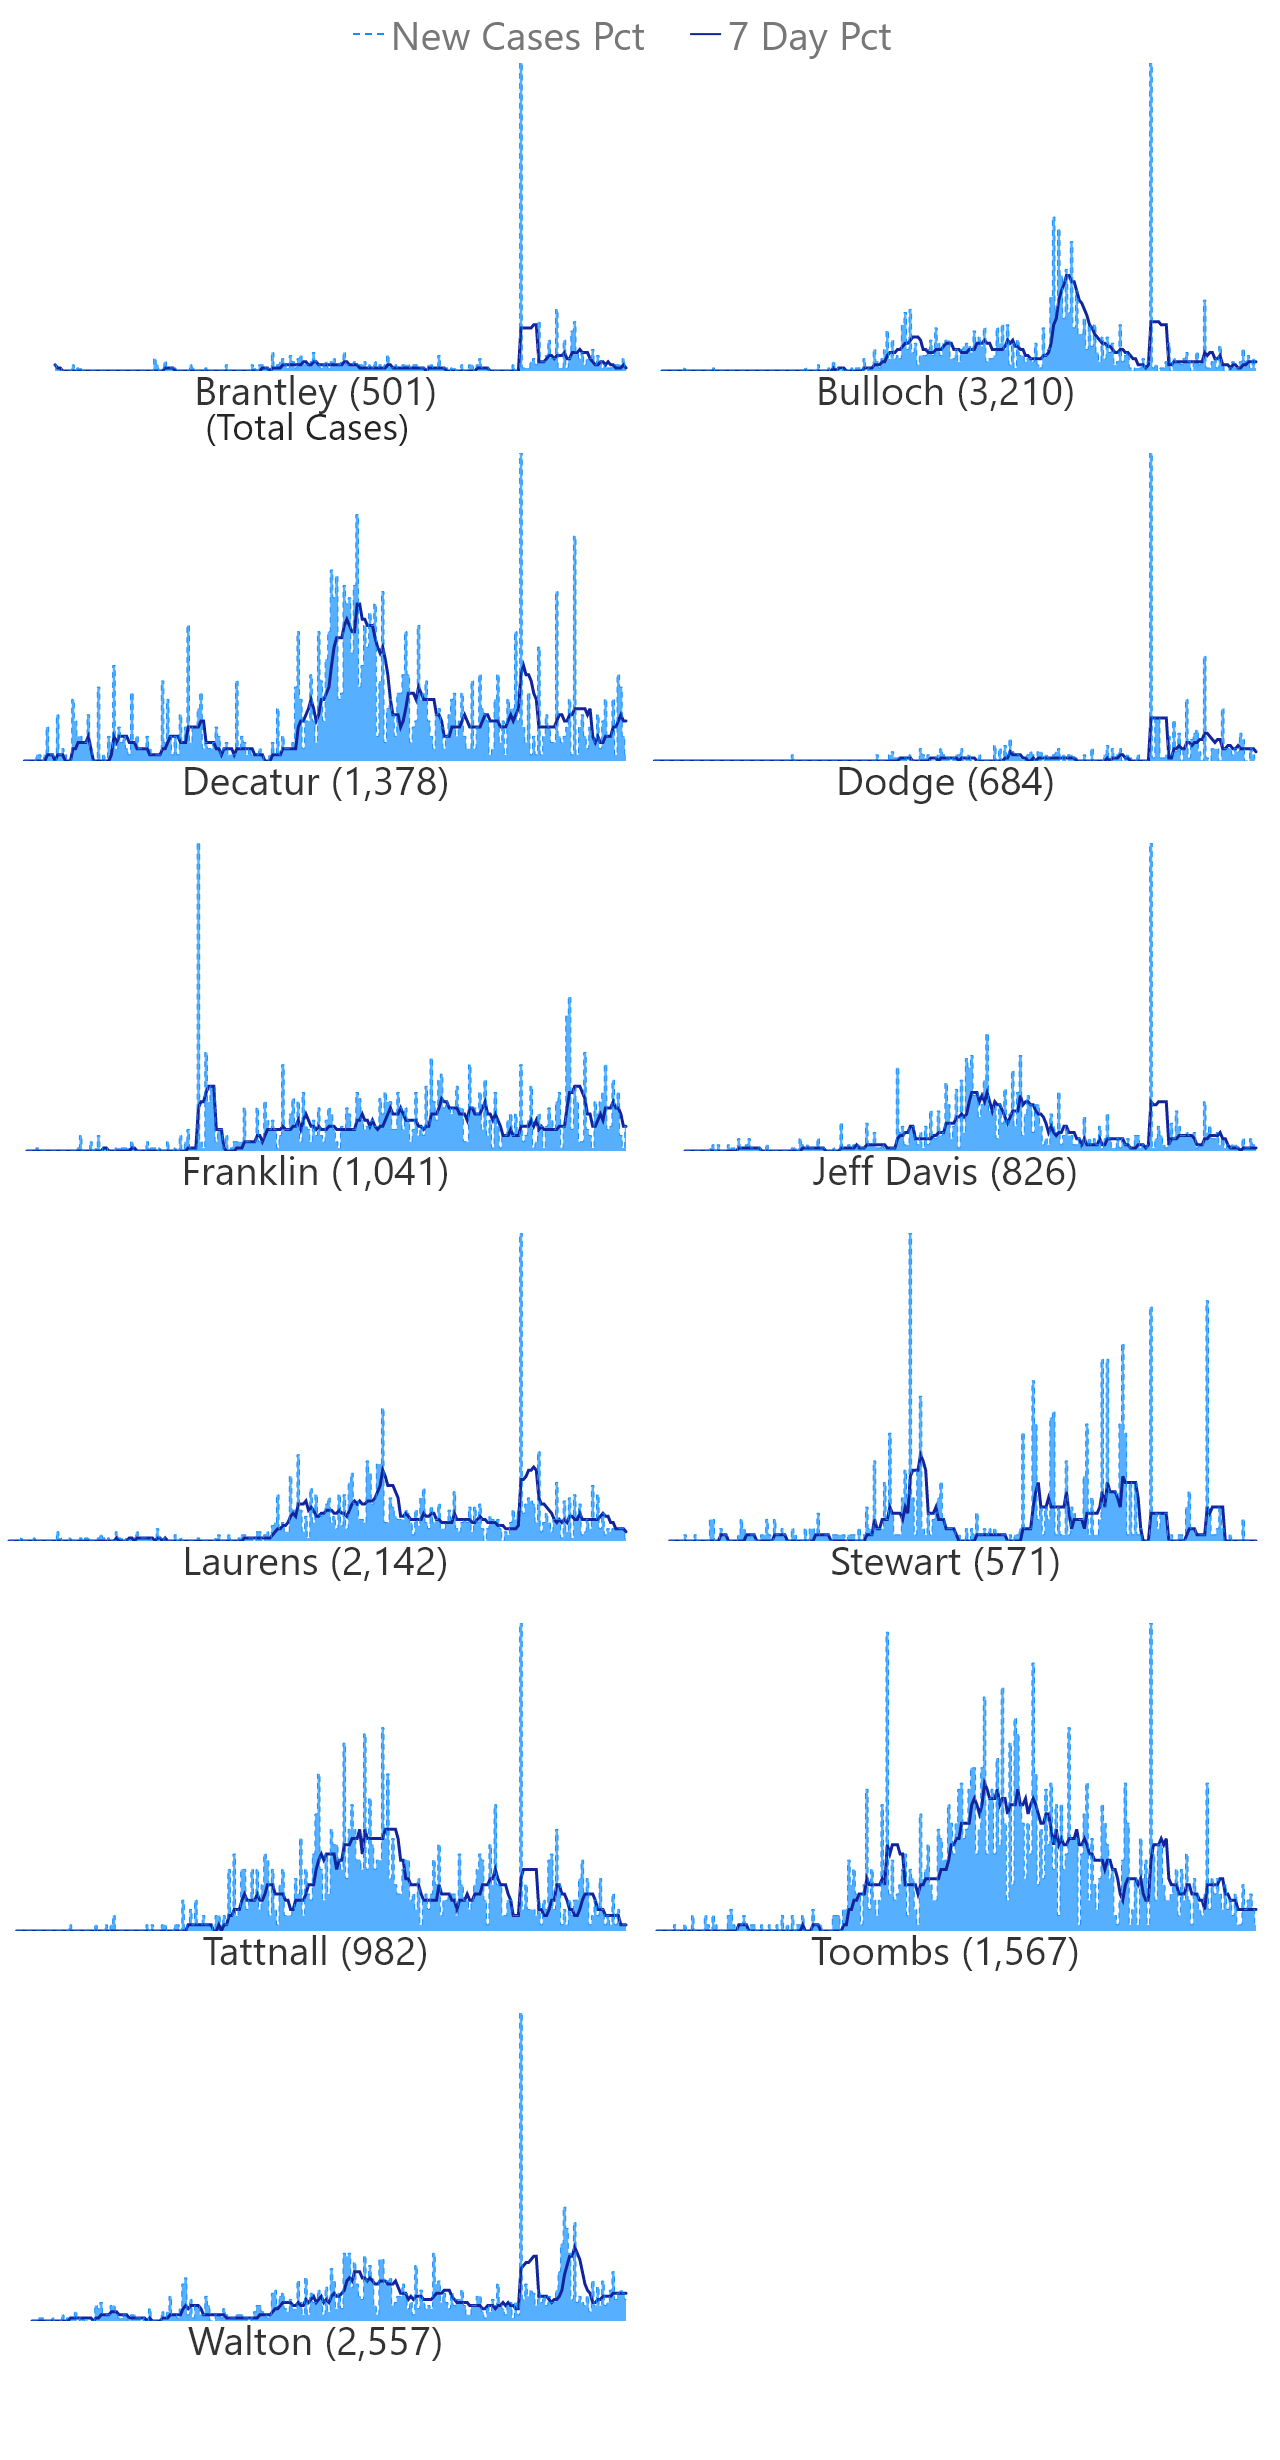 New Cases Pct 7 Day Pct
Brantley (501) Bulloch (3,210)
(Total Cases)
Decatur (1,378) Dodge (684)
Franklin (1,041) Jeff Davis (826)
Laurens (2,142) Stewart (571)
Tattnall (982) Toombs (1,567)
Walton (2,557)